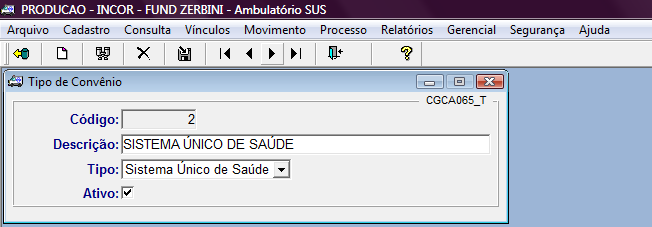 PRODUCAO - INCOR - FUND ZERBINI - Ambulatório SUS
Arquivo Cadastro Consulta Vínculos Movimento Processo Relatórios Gerencial Segurança Ajuda
?
Tipo de Convênio
CGCA065_T
Código: 2
Descrição: SISTEMA ÚNICO DE SAÚDE
Tipo: Sistema Único de Saúde
Ativo: